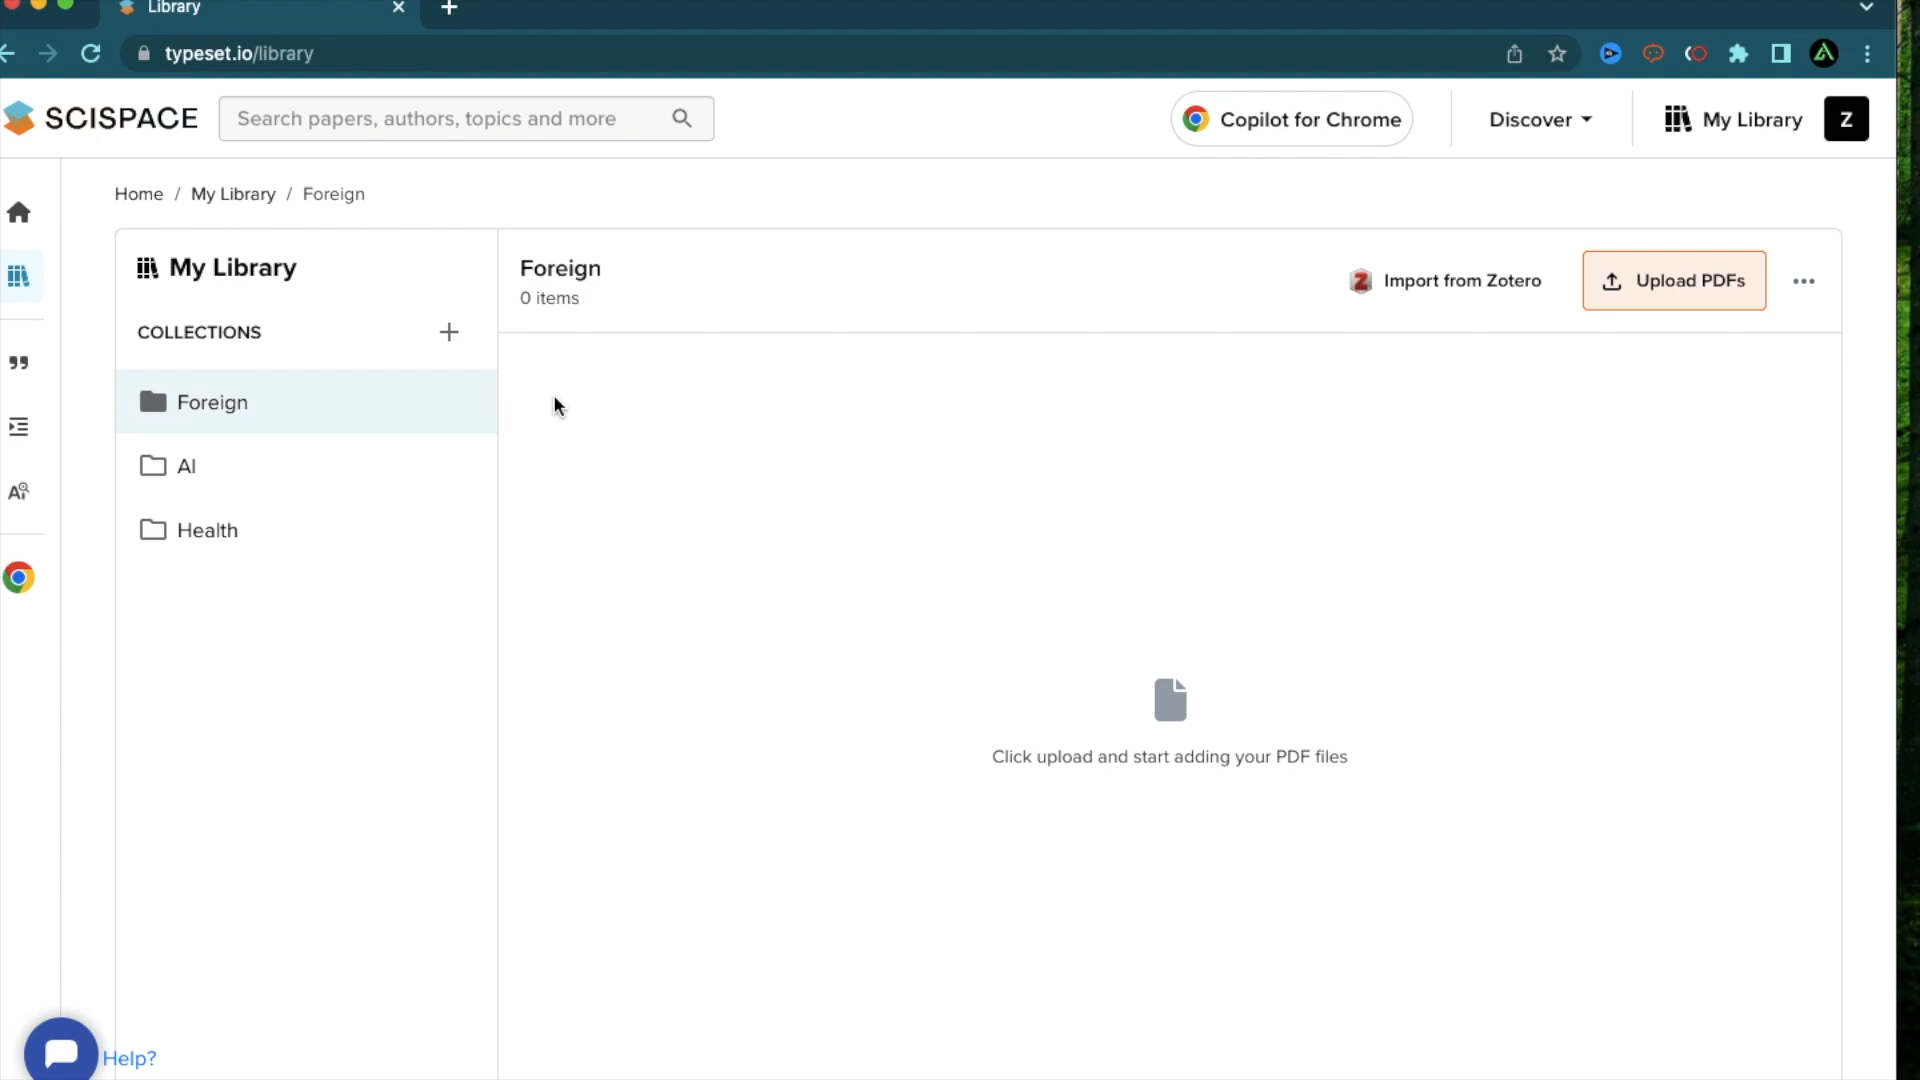 Library
typeset.io/library
SCISPACE
Search papers, authors, topics and more
Copilot for Chrome
Discover
My Library
Z
Home / My Library / Foreign
My Library
COLLECTIONS
Foreign
AI
Health
Foreign
0 items
Import from Zotero
Upload PDFs
Click upload and start adding your PDF files
Help?